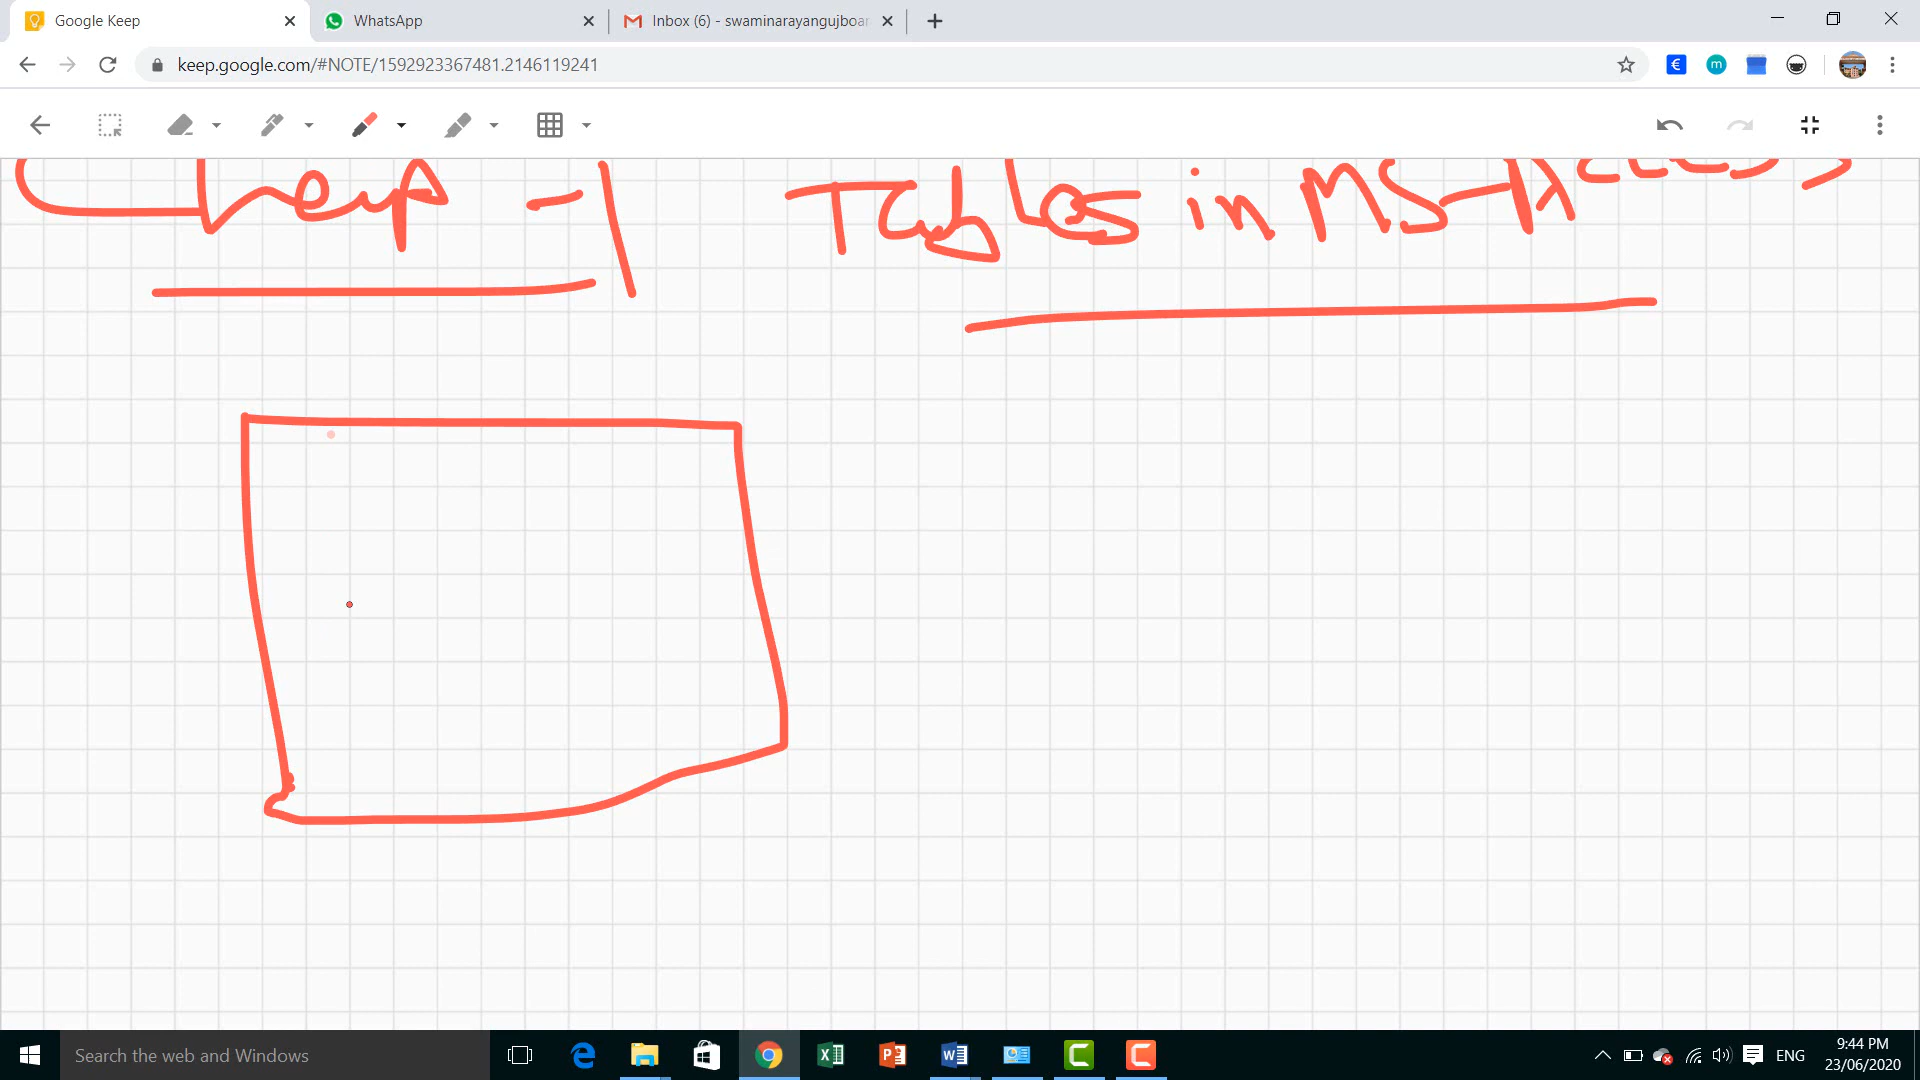 Google Keep
WhatsApp
Inbox (6) - swaminarayangujboar
keep.google.com/#NOTE/1592923367481.2146119241
Chap -1 Tables in MS-Access
Search the web and Windows
ENG
9:44 PM
23/06/2020